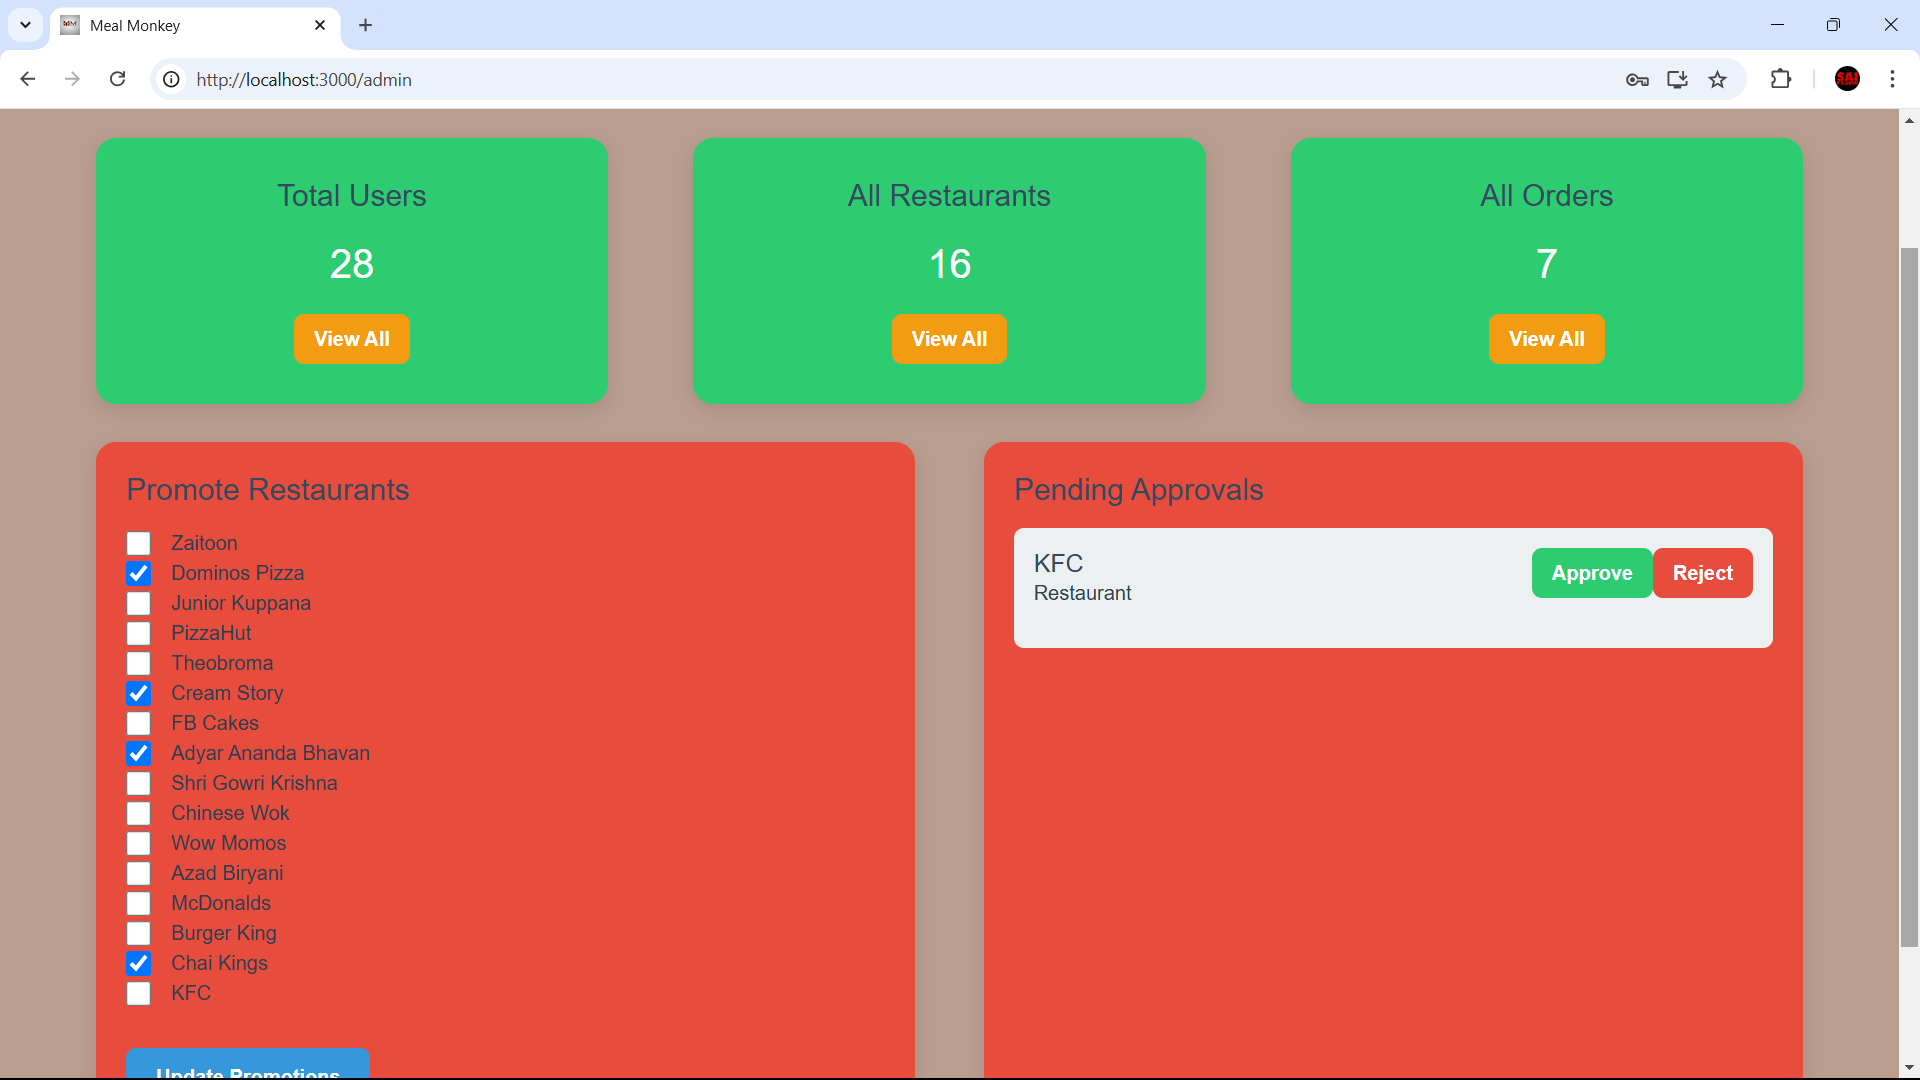 Meal Monkey
http://localhost:3000/admin
Total Users
28
View All
All Restaurants
16
View All
All Orders
7
View All
Promote Restaurants
Zaitoon
Dominos Pizza
Junior Kuppana
PizzaHut
Theobroma
Cream Story
FB Cakes
Adyar Ananda Bhavan
Shri Gowri Krishna
Chinese Wok
Wow Momos
Azad Biryani
McDonalds
Burger King
Chai Kings
KFC
Update Promotions
Pending Approvals
KFC
Restaurant
Approve
Reject